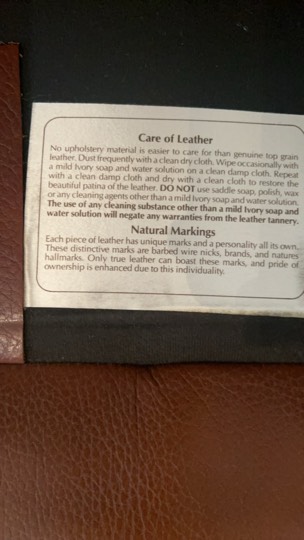 Care of Leather
No upholstery material is easier to care for than genuine top grain
leather. Dust frequently with a clean dry cloth. Wipe occasionally with
a mild Ivory soap and water solution on a clean damp cloth. Repeat
with a clean damp cloth and dry with a clean cloth to restore the
beautiful patina of the leather. DO NOT use saddle soap, polish, wax
or any cleaning agents other than a mild Ivory soap and water solution.
The use of any cleaning substance other than a mild Ivory soap and
water solution will negate any warranties from the leather tannery.
Natural Markings
Each piece of leather has unique marks and a personality all its own.
These distinctive marks are barbed wire nicks, brands, and natures
hallmarks. Only true leather can boast these marks, and pride of
ownership is enhanced due to this individuality.